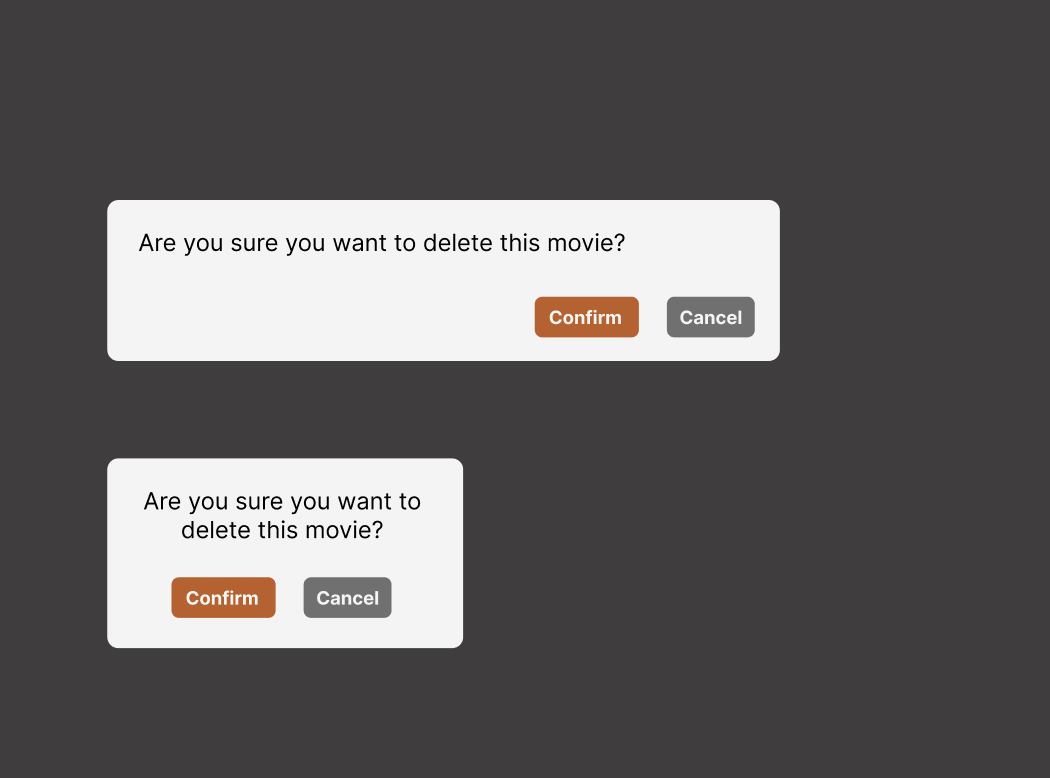 Are you sure you want to delete this movie?
Confirm Cancel
Are you sure you want to
delete this movie?
Confirm Cancel